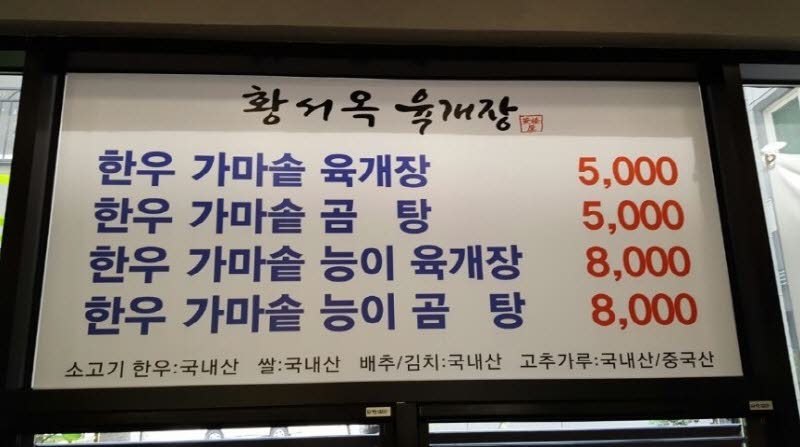 황서옥 육개장
한우 가마솥 육개장 5,000
한우 가마솥 곰 탕 5,000
한우 가마솥 능이 육개장 8,000
한우 가마솥 능이 곰 탕 8,000
소고기 한우:국내산 쌀:국내산 배추/김치:국내산 고추가루:국내산/중국산